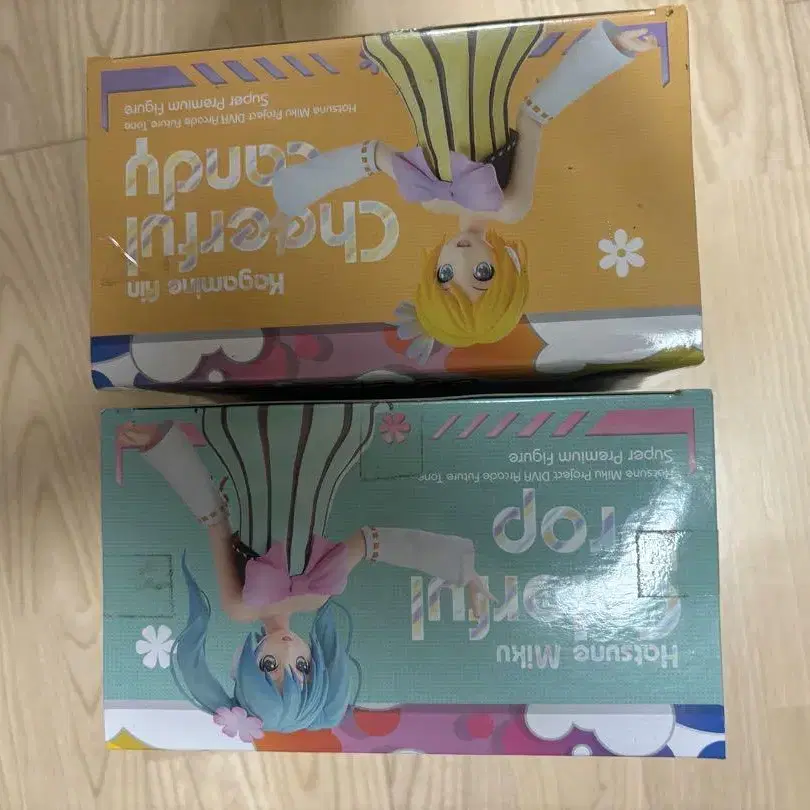 Kagamine Rin
Cheerful
candy
Hatsune Miku Project DIVA Arcade Future Tone
Super Premium Figure
Hatsune Miku
Hatsune Miku Project DIVA Arcade Future Tone
Super Premium Figure